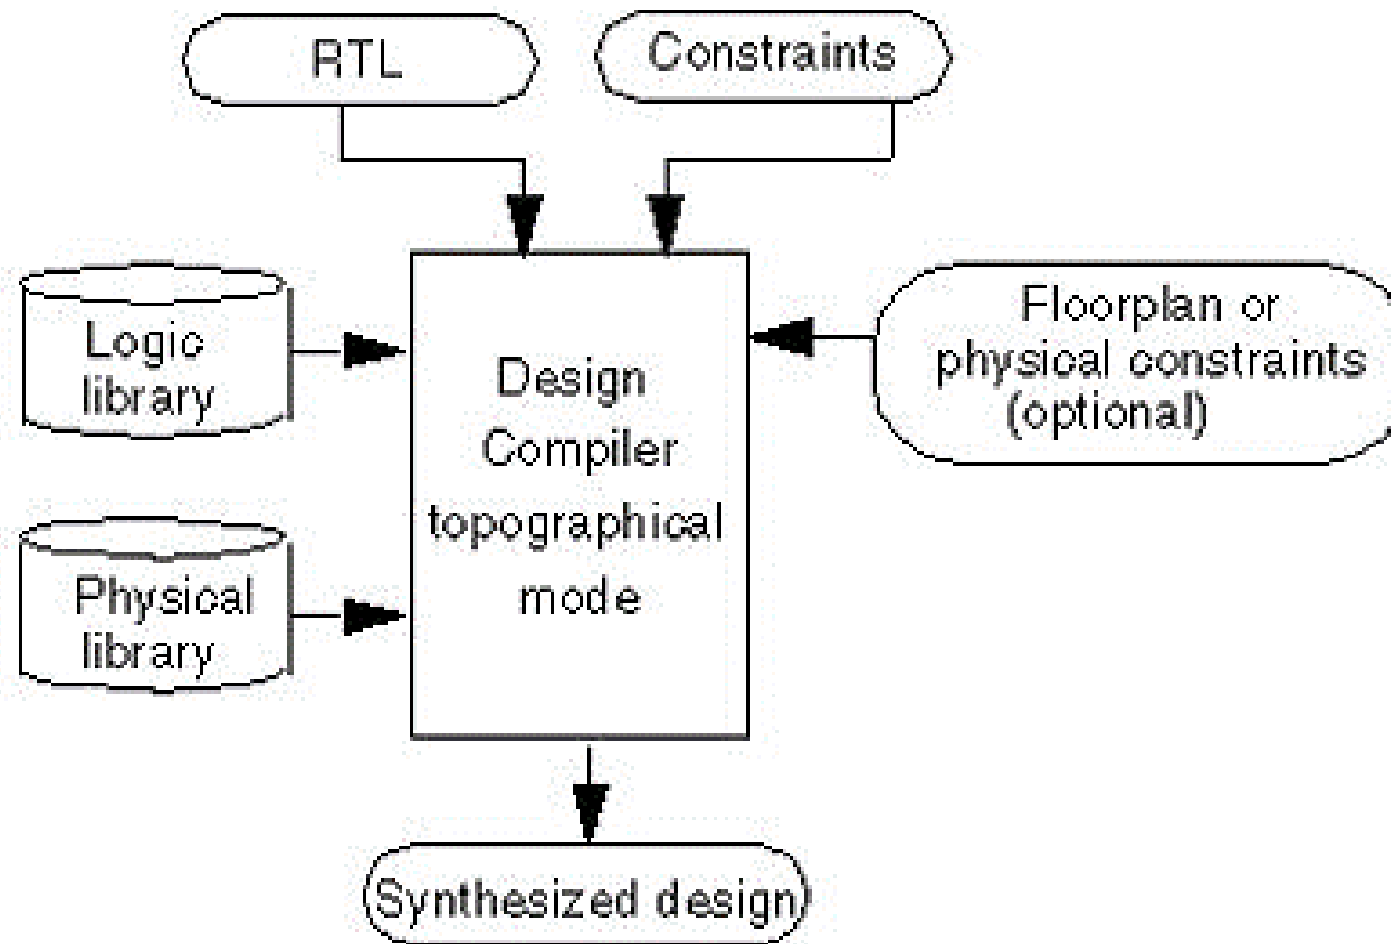 RTL
Constraints
Logic
library
Design
Compiler
topographical
mode
Floorplan or
physical constraints
(optional)
Physical
library
Synthesized design